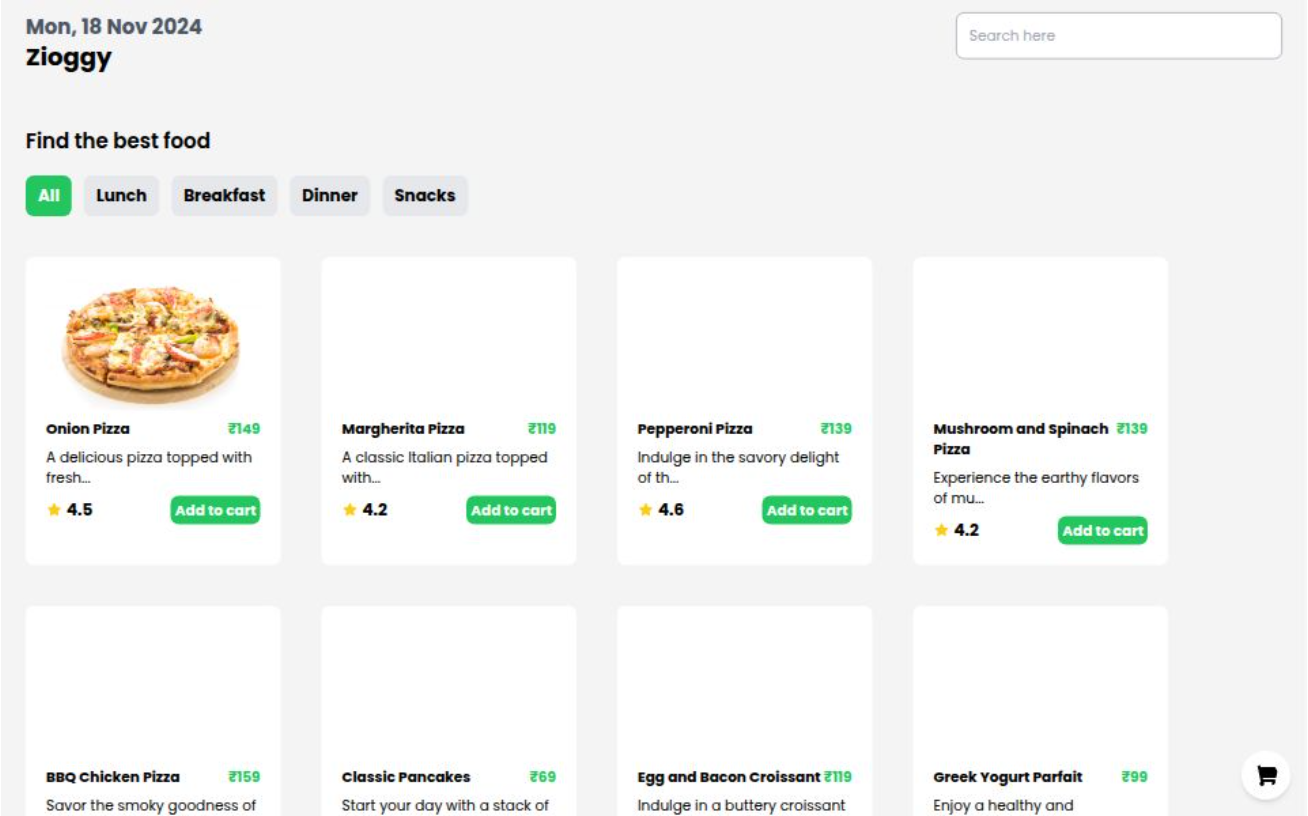 Mon, 18 Nov 2024
Zioggy
Search here
Find the best food
All
Lunch
Breakfast
Dinner
Snacks
Onion Pizza ₹149
A delicious pizza topped with
fresh...
4.5 Add to cart
Margherita Pizza ₹119
A classic Italian pizza topped
with...
4.2 Add to cart
Pepperoni Pizza ₹139
Indulge in the savory delight
of th...
4.6 Add to cart
Mushroom and Spinach ₹139
Pizza
Experience the earthy flavors
of mu...
4.2 Add to cart
BBQ Chicken Pizza ₹159
Savor the smoky goodness of
Classic Pancakes ₹69
Start your day with a stack of
Egg and Bacon Croissant ₹119
Indulge in a buttery croissant
Greek Yogurt Parfait ₹99
Enjoy a healthy and